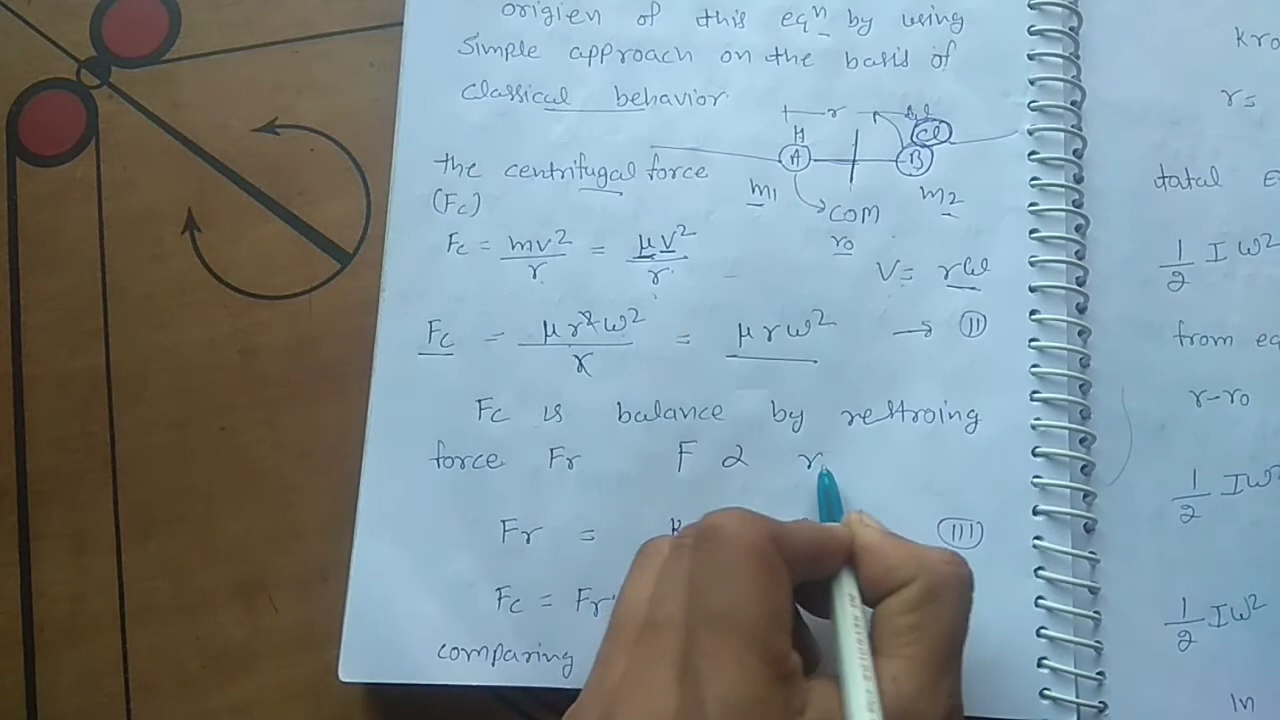 origien of this eqⁿ by using
Simple approach on the basis of
classical behavior.
r
H
Cl
A
B
the centrifugal force
m1
m2
(Fc)
COM
r0
Fc = mv²/r = μv²/r
V = rω
Fc = μr²ω²/r = μrω² → II
Fc is balance by restroing
force Fr F α r
Fr = k III
Fc = Fr
comparing
kro
r=
total E
1/2 Iω²
from eq
r-r0
1/2 Iω²
1/2 Iω²
In